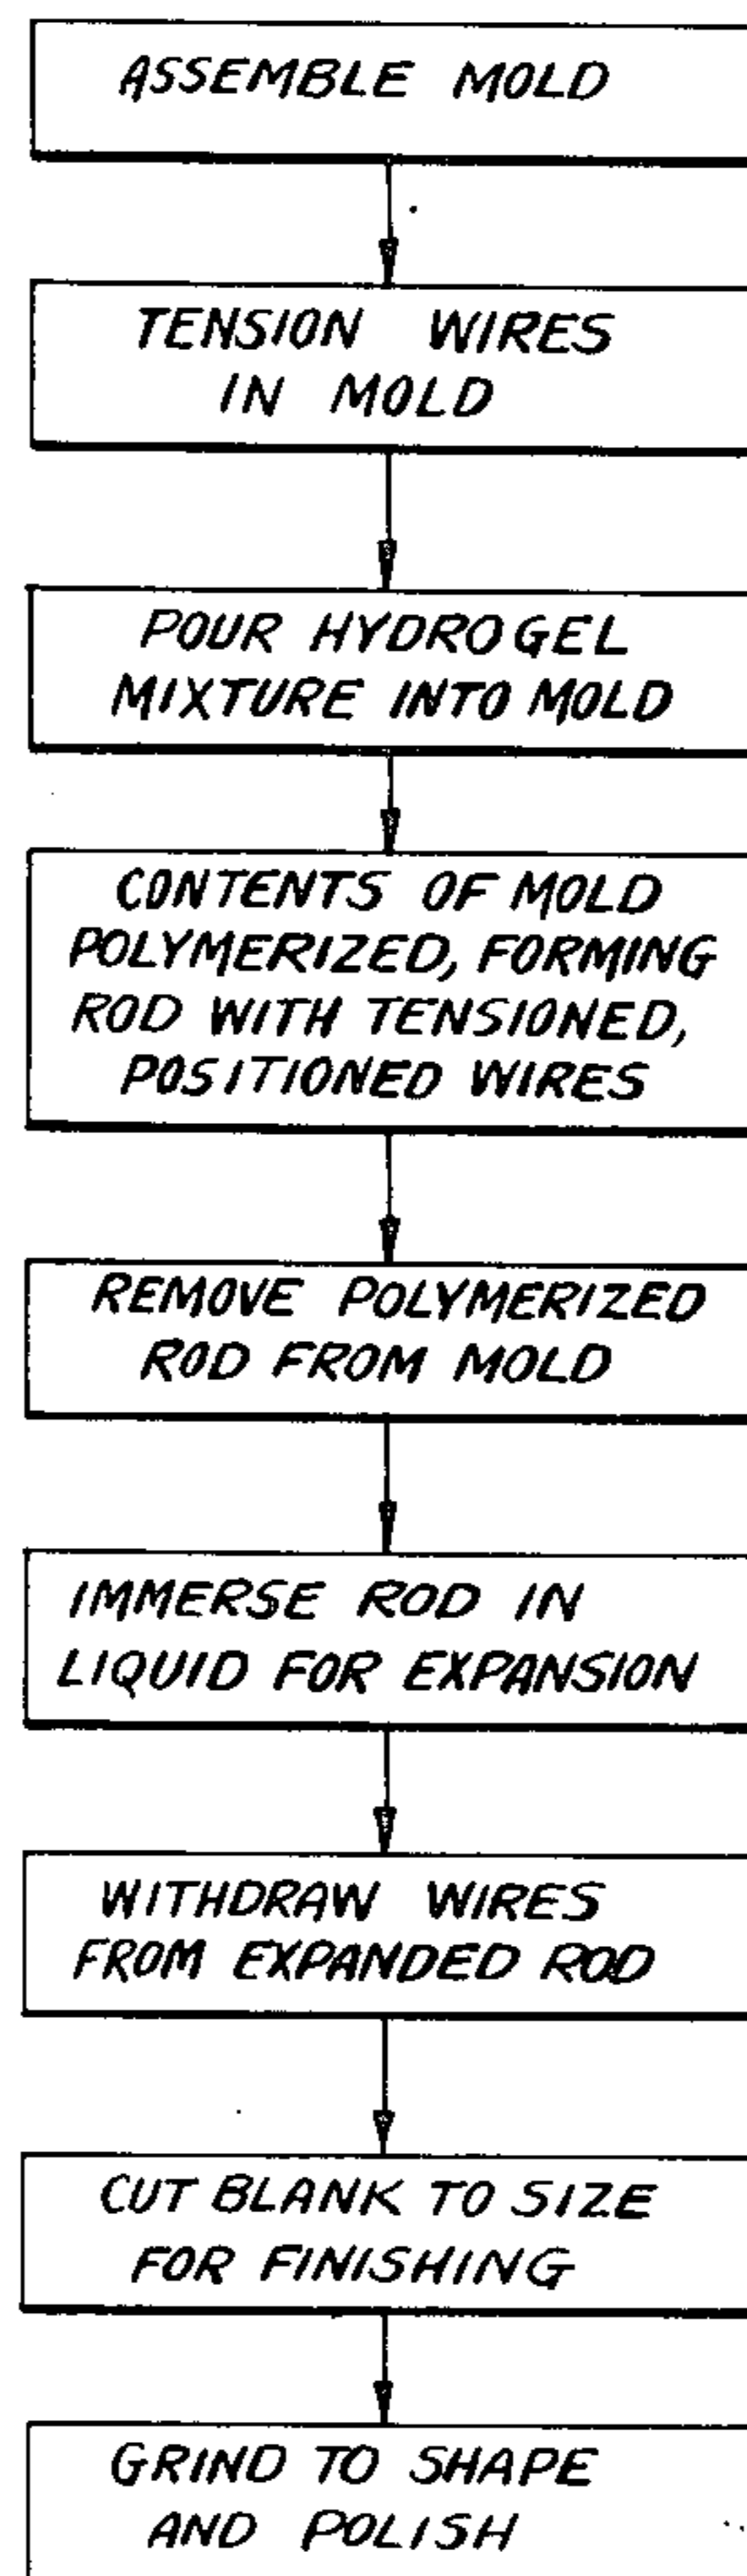 ASSEMBLE MOLD
TENSION WIRES
IN MOLD
POUR HYDROGEL
MIXTURE INTO MOLD
CONTENTS OF MOLD
POLYMERIZED, FORMING
ROD WITH TENSIONED,
POSITIONED WIRES
REMOVE POLYMERIZED
ROD FROM MOLD
IMMERSE ROD IN
LIQUID FOR EXPANSION
WITHDRAW WIRES
FROM EXPANDED ROD
CUT BLANK TO SIZE
FOR FINISHING
GRIND TO SHAPE
AND POLISH